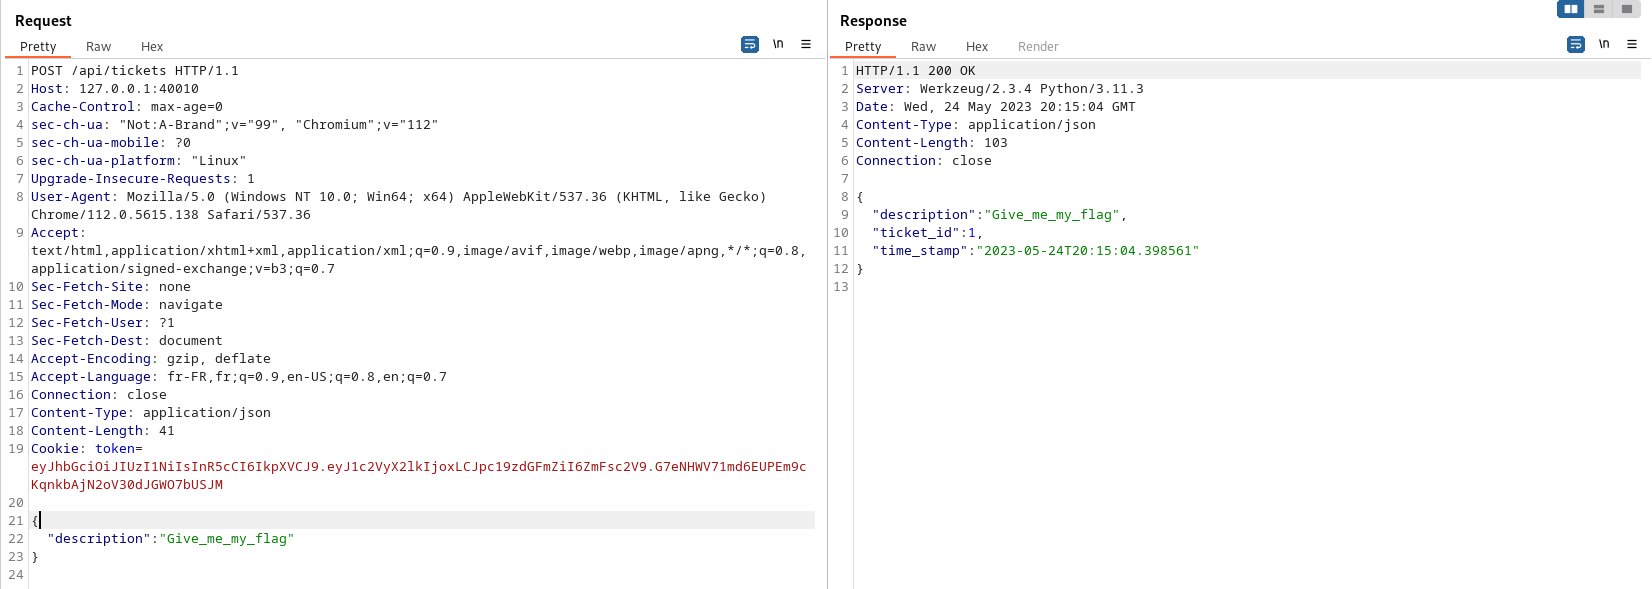 Request
Pretty Raw Hex
\n
1 POST /api/tickets HTTP/1.1
2 Host: 127.0.0.1:40010
3 Cache-Control: max-age=0
4 sec-ch-ua: "Not:A-Brand";v="99", "Chromium";v="112"
5 sec-ch-ua-mobile: ?0
6 sec-ch-ua-platform: "Linux"
7 Upgrade-Insecure-Requests: 1
8 User-Agent: Mozilla/5.0 (Windows NT 10.0; Win64; x64) AppleWebKit/537.36 (KHTML, like Gecko)
Chrome/112.0.5615.138 Safari/537.36
9 Accept:
text/html,application/xhtml+xml,application/xml;q=0.9,image/avif,image/webp,image/apng,*/*;q=0.8,
application/signed-exchange;v=b3;q=0.7
10 Sec-Fetch-Site: none
11 Sec-Fetch-Mode: navigate
12 Sec-Fetch-User: ?1
13 Sec-Fetch-Dest: document
14 Accept-Encoding: gzip, deflate
15 Accept-Language: fr-FR,fr;q=0.9,en-US;q=0.8,en;q=0.7
16 Connection: close
17 Content-Type: application/json
18 Content-Length: 41
19 Cookie: token=
eyJhbGciOiJIUzI1NiIsInR5cCI6IkpXVCJ9.eyJ1c2VyX2lkIjoxLCJpc19zdGFmZiI6ZmFsc2V9.G7eNHWV71md6EUPEm9c
KqnkbAjN2oV30dJGWO7bUSJM
20
21 {
22 "description":"Give_me_my_flag"
23 }
24
Response
Pretty Raw Hex Render
\n
1 HTTP/1.1 200 OK
2 Server: Werkzeug/2.3.4 Python/3.11.3
3 Date: Wed, 24 May 2023 20:15:04 GMT
4 Content-Type: application/json
5 Content-Length: 103
6 Connection: close
7
8 {
9 "description":"Give_me_my_flag",
10 "ticket_id":1,
11 "time_stamp":"2023-05-24T20:15:04.398561"
12 }
13